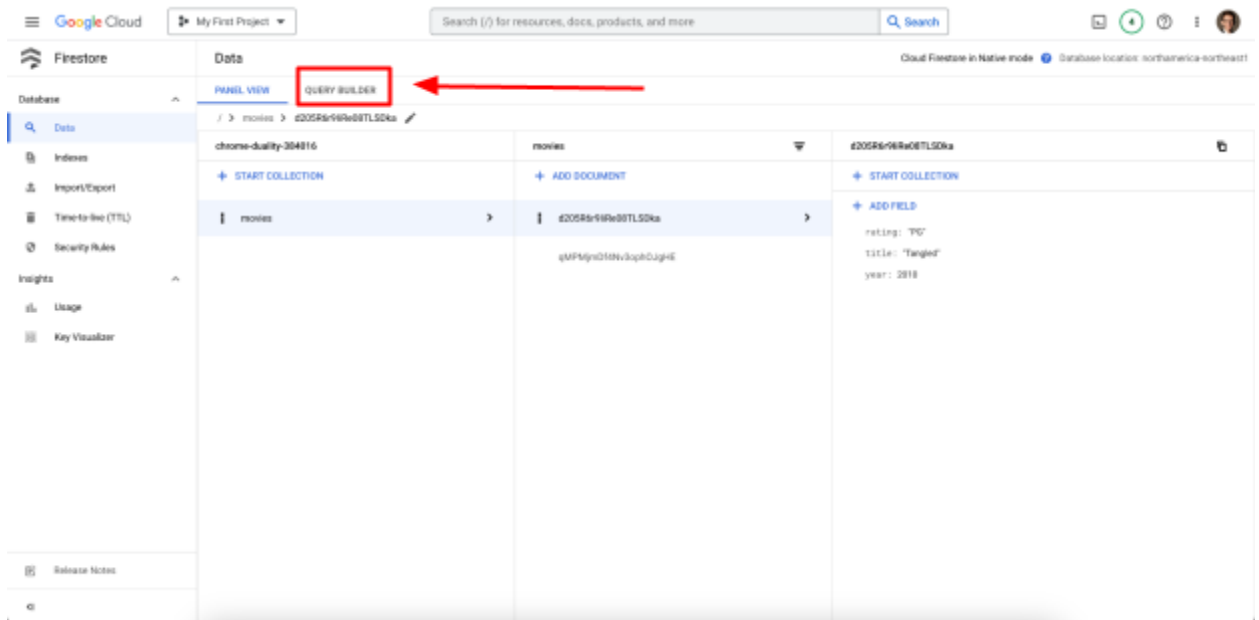 Google Cloud
My First Project
Search (/) for resources, docs, products, and more
Search
4
Firestore
Data
Cloud Firestore in Native mode
Database location: northamerica-northeast1
Database
PANEL VIEW
QUERY BUILDER
Data
/ > movies >
Indexes
chrome-duality-384016
movies
Import/Export
+ START COLLECTION
+ ADD DOCUMENT
+ START COLLECTION
Time-to-live (TTL)
movies
+ ADD FIELD
Security Rules
rating: "PG"
title: "Tangled"
year: 2010
Insights
Usage
Key Visualizer
Release Notes